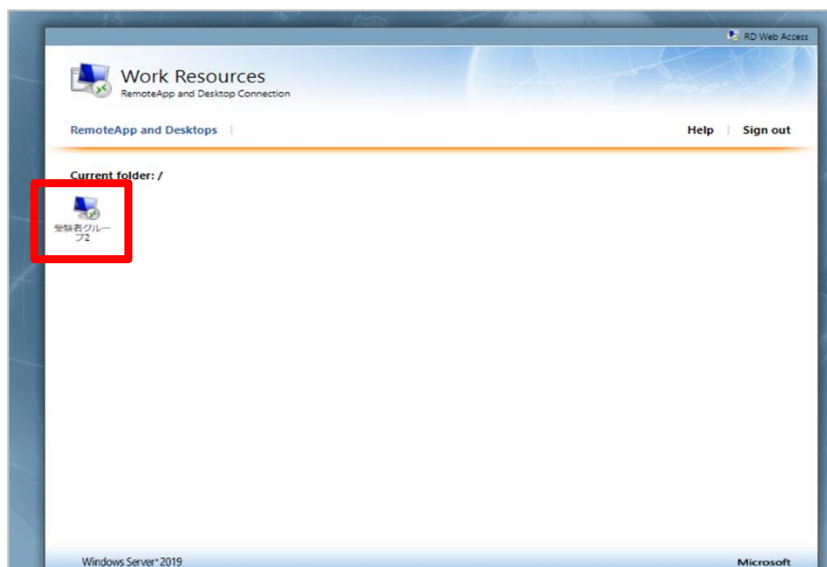 RD Web Access
Work Resources
RemoteApp and Desktop Connection
RemoteApp and Desktops
Help
Sign out
Current folder: /
受験者グルー
プ2
Windows Server® 2019
Microsoft